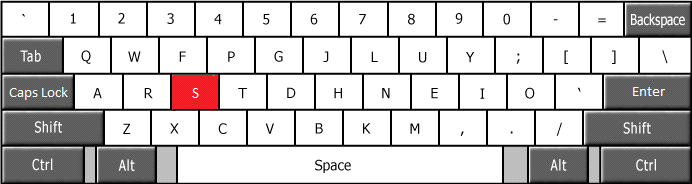 ` 1 2 3 4 5 6 7 8 9 0 - = Backspace
Tab Q W F P G J L U Y ; [ ] \
Caps Lock A R S T D H N E I O ` Enter
Shift Z X C V B K M , . / Shift
Ctrl Alt Space Alt Ctrl